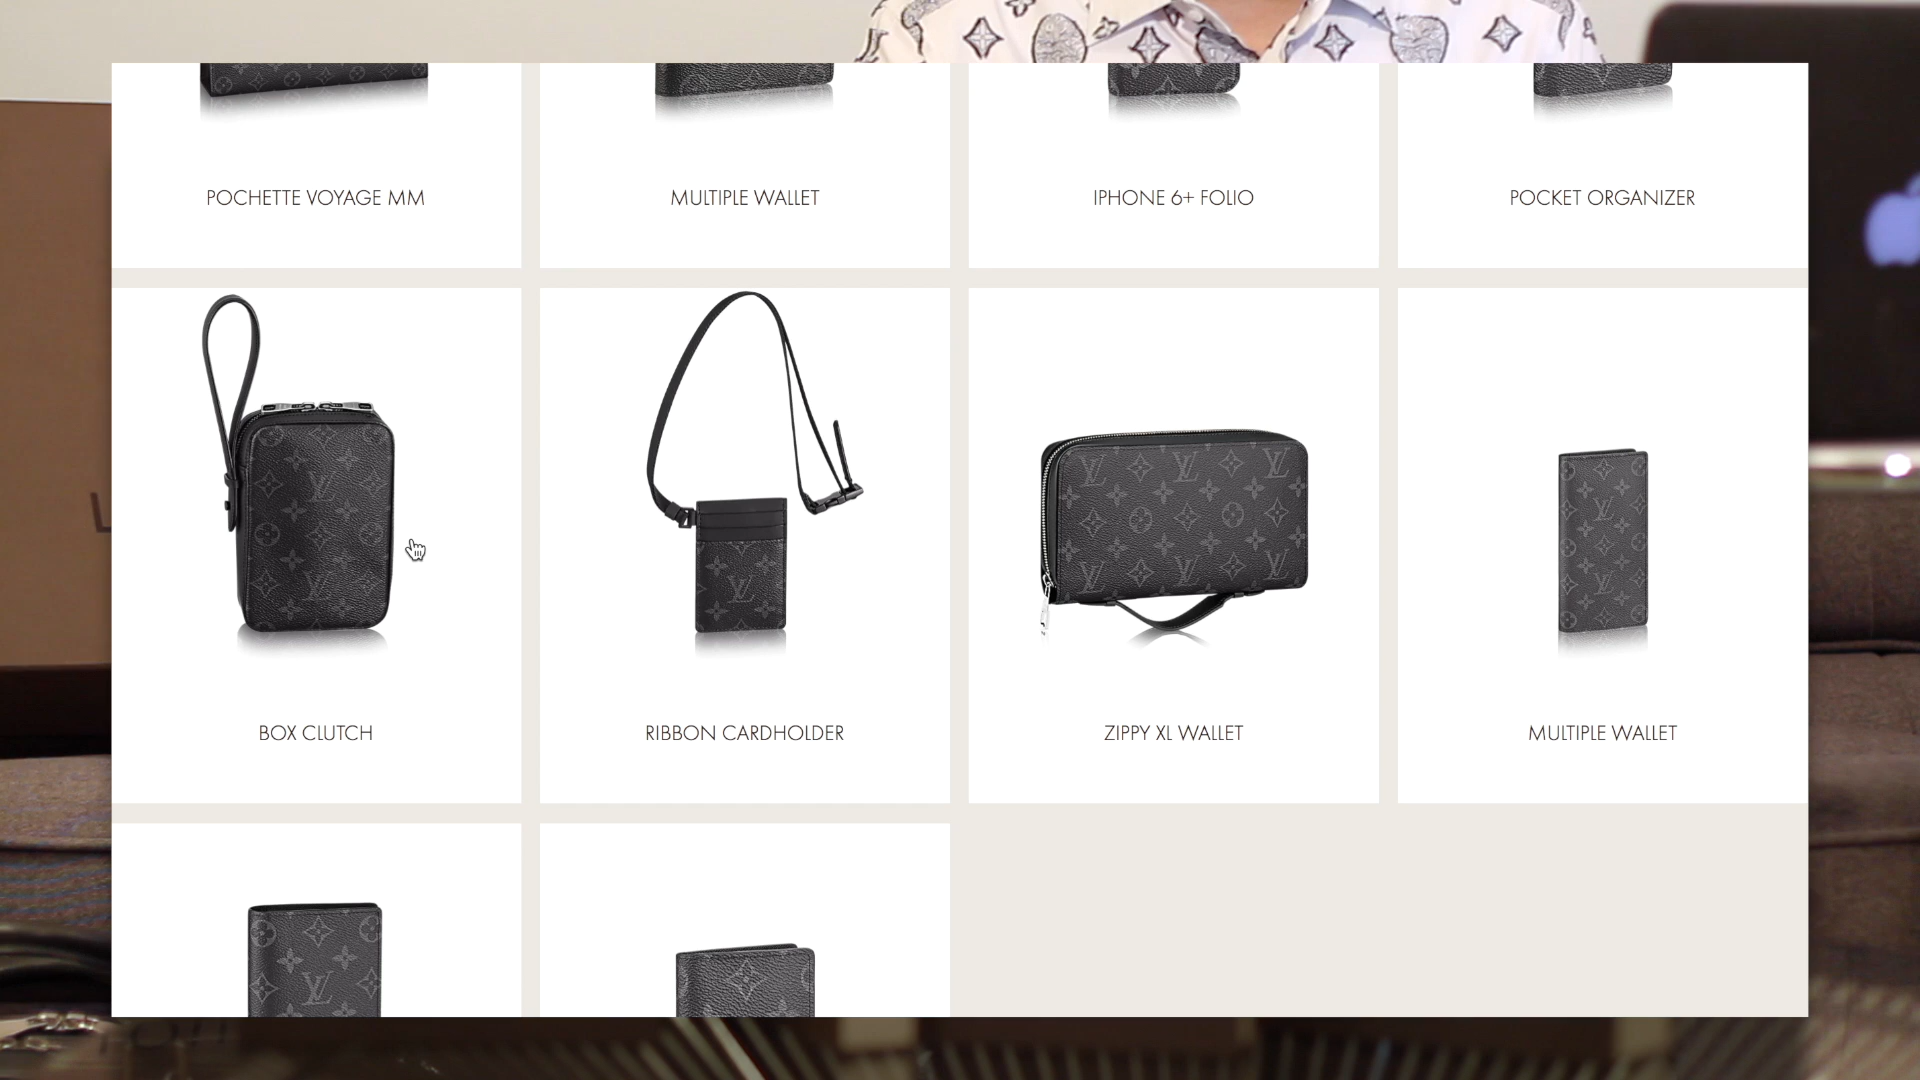 POCHETTE VOYAGE MM
MULTIPLE WALLET
IPHONE 6+ FOLIO
POCKET ORGANIZER
BOX CLUTCH
RIBBON CARDHOLDER
ZIPPY XL WALLET
MULTIPLE WALLET